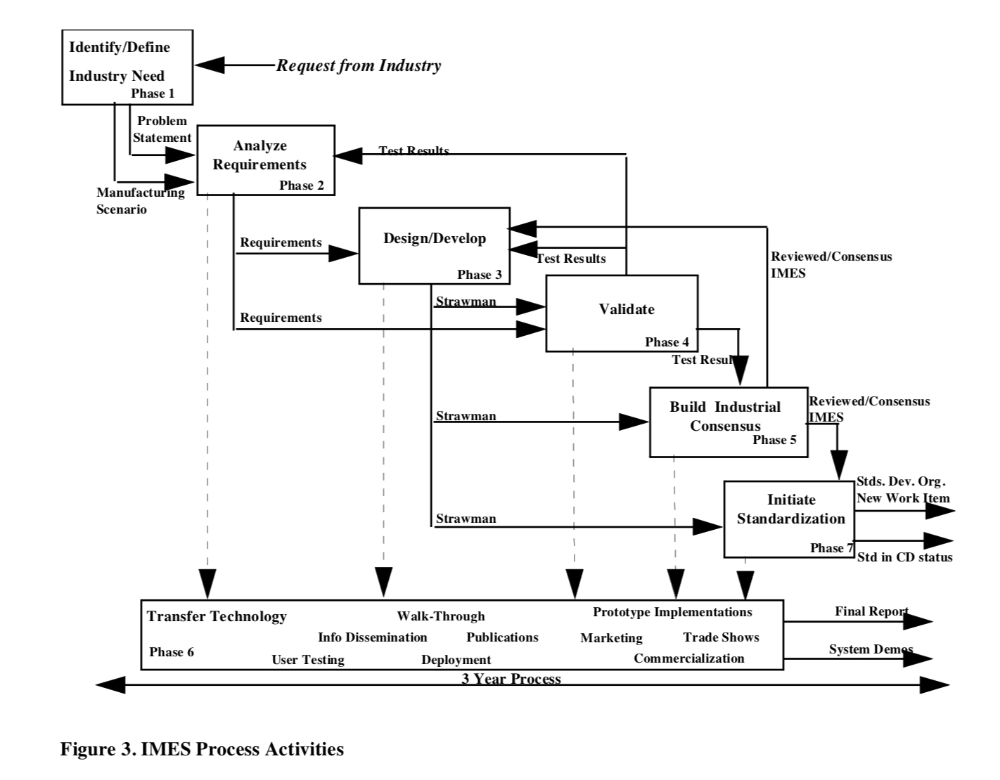 Identify/Define
Industry Need
Phase 1
Request from Industry
Problem
Statement
Manufacturing
Scenario
Analyze
Requirements
Phase 2
Test Results
Requirements
Design/Develop
Phase 3
Test Results
Reviewed/Consensus
IMES
Strawman
Requirements
Validate
Phase 4
Test Resul
Strawman
Build Industrial
Consensus
Phase 5
Reviewed/Consensus
IMES
Strawman
Initiate
Standardization
Phase 7
Stds. Dev. Org.
New Work Item
Std in CD status
Transfer Technology
Phase 6
Walk-Through
Prototype Implementations
Info Dissemination
Publications
Marketing
Trade Shows
User Testing
Deployment
Commercialization
Final Report
System Demos
3 Year Process
Figure 3. IMES Process Activities